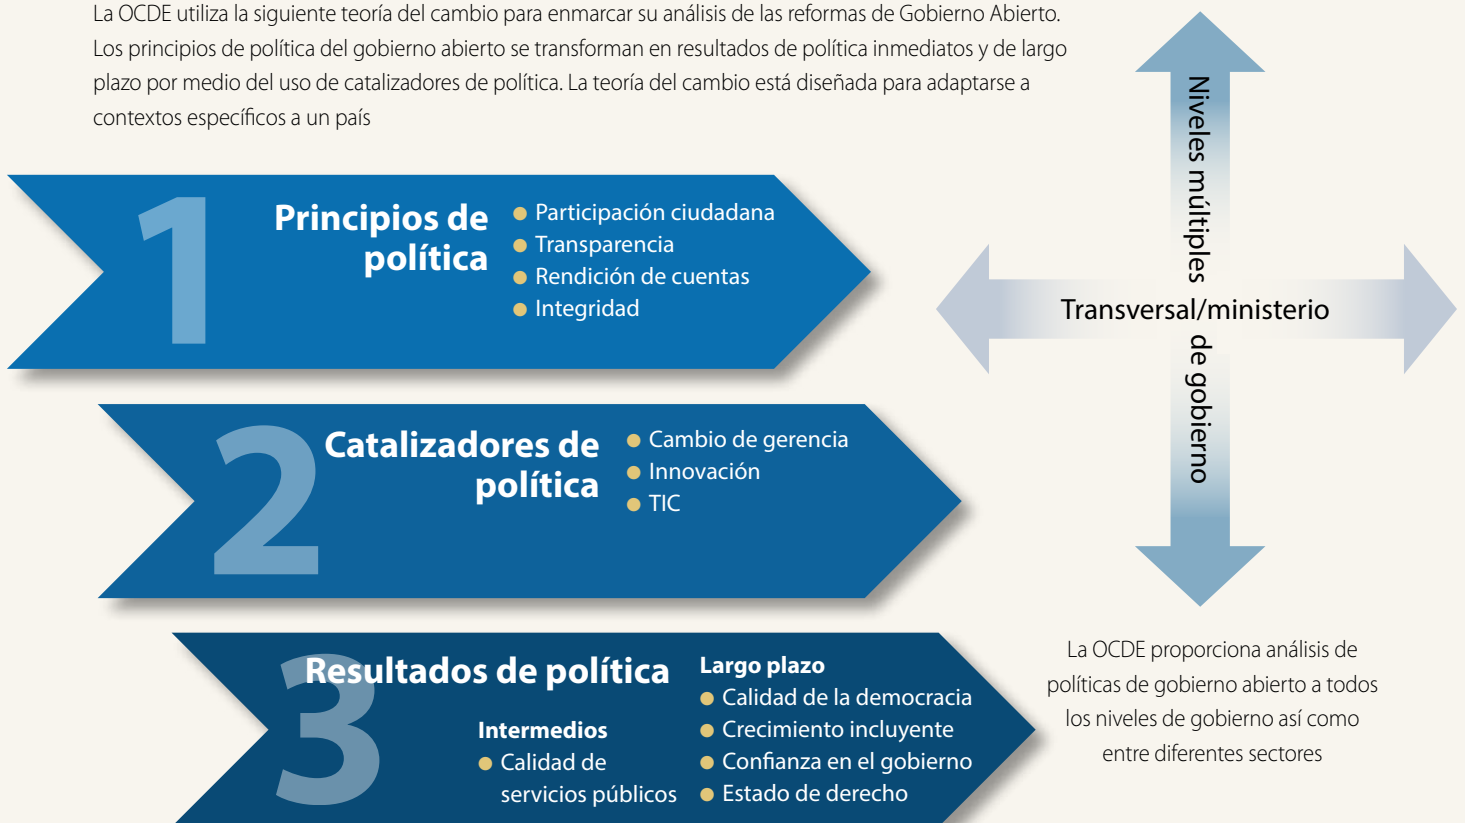 La OCDE utiliza la siguiente teoría del cambio para enmarcar su análisis de las reformas de Gobierno Abierto.
Los principios de política del gobierno abierto se transforman en resultados de política inmediatos y de largo
plazo por medio del uso de catalizadores de política. La teoría del cambio está diseñada para adaptarse a
contextos específicos a un país
1
Principios de
política
Participación ciudadana
Transparencia
Rendición de cuentas
Integridad
2
Catalizadores de
política
Cambio de gerencia
Innovación
TIC
3
Resultados de política
Intermedios
Calidad de
servicios públicos
Largo plazo
Calidad de la democracia
Crecimiento incluyente
Confianza en el gobierno
Estado de derecho
Niveles múltiples de gobierno
Transversal/ministerio
La OCDE proporciona análisis de
políticas de gobierno abierto a todos
los niveles de gobierno así como
entre diferentes sectores